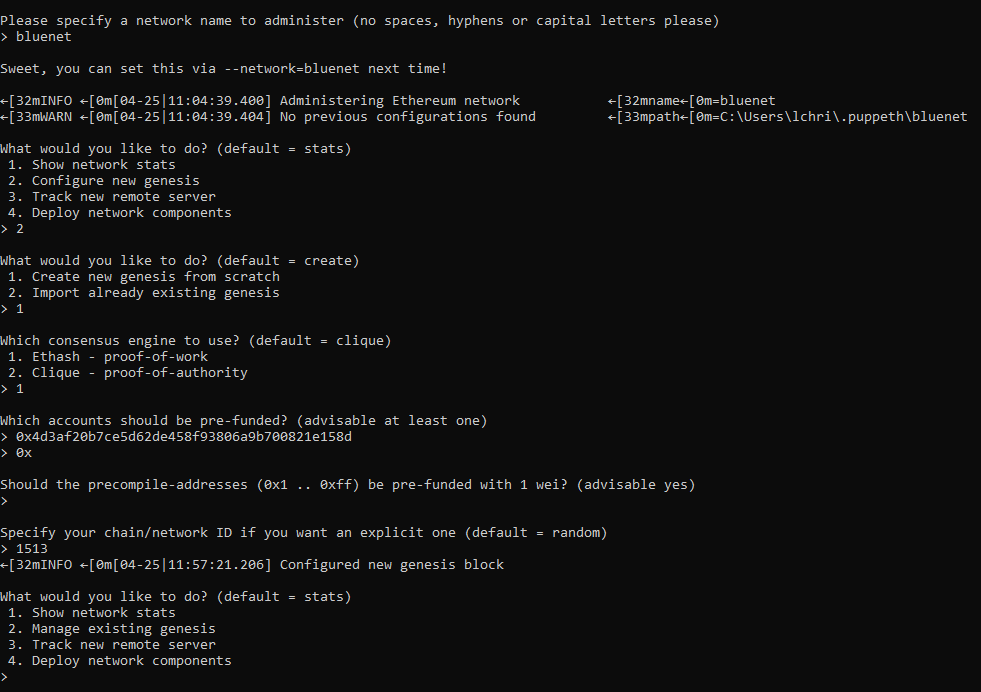 Please specify a network name to administer (no spaces, hyphens or capital letters please)
> bluenet
Sweet, you can set this via --network=bluenet next time!
←[32mINFO ←[0m[04-25|11:04:39.400] Administering Ethereum network           ←[32mname←[0m=bluenet
←[33mWARN ←[0m[04-25|11:04:39.404] No previous configurations found         ←[33mpath←[0m=C:\Users\lchri\.puppeth\bluenet
What would you like to do? (default = stats)
 1. Show network stats
 2. Configure new genesis
 3. Track new remote server
 4. Deploy network components
> 2
What would you like to do? (default = create)
 1. Create new genesis from scratch
 2. Import already existing genesis
> 1
Which consensus engine to use? (default = clique)
 1. Ethash - proof-of-work
 2. Clique - proof-of-authority
> 1
Which accounts should be pre-funded? (advisable at least one)
> 0x4d3af20b7ce5d62de458f93806a9b700821e158d
> 0x
Should the precompile-addresses (0x1 .. 0xff) be pre-funded with 1 wei? (advisable yes)
>
Specify your chain/network ID if you want an explicit one (default = random)
> 1513
←[32mINFO ←[0m[04-25|11:57:21.206] Configured new genesis block
What would you like to do? (default = stats)
 1. Show network stats
 2. Manage existing genesis
 3. Track new remote server
 4. Deploy network components
>